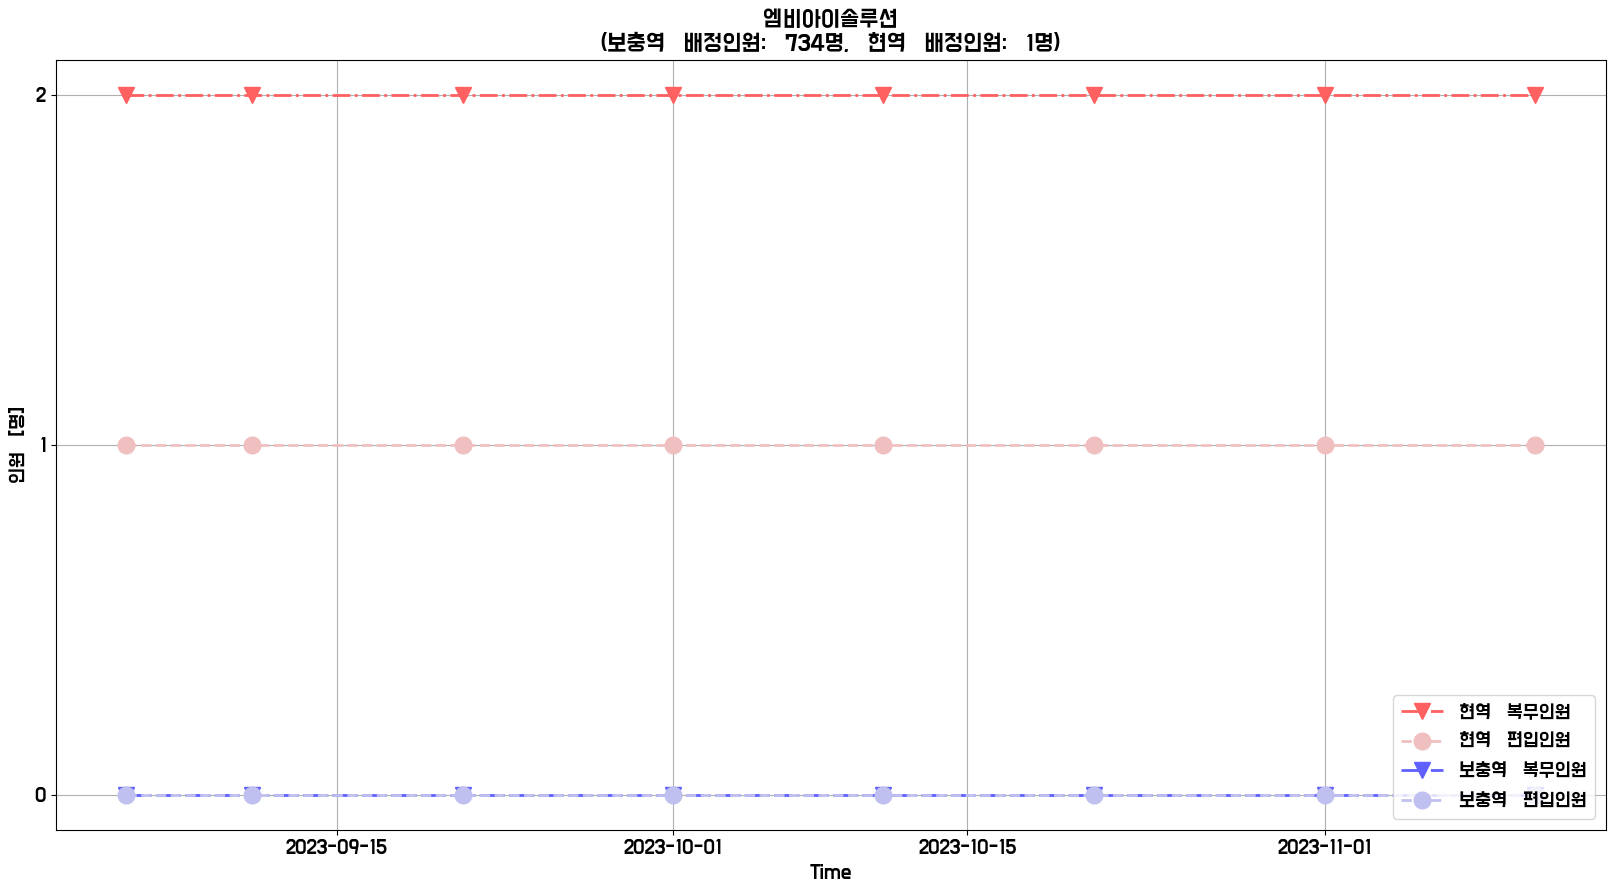 엠비아이솔루션
(보충역 배정인원: 734명, 현역 배정인원: 1명)
2
1
0
인원 [명]
2023-09-15
2023-10-01
2023-10-15
2023-11-01
Time
현역 복무인원
현역 편입인원
보충역 복무인원
보충역 편입인원